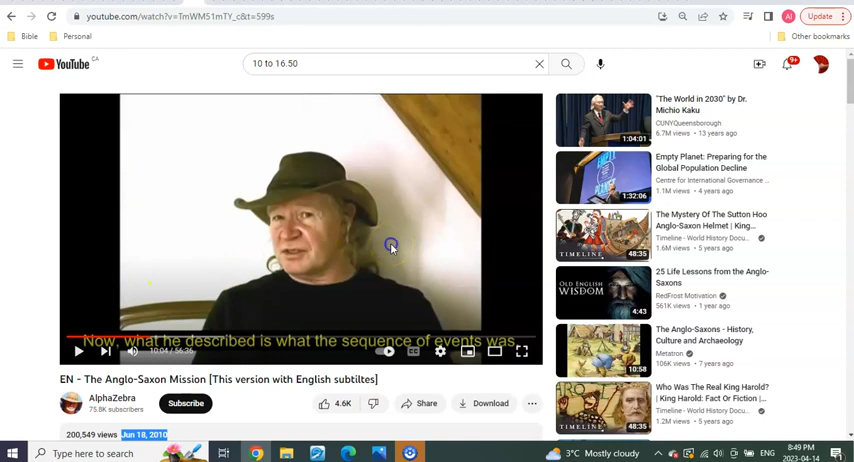 youtube.com/watch?v=TmWM51mTY_c&t=599s
AI
Update
Bible
Personal
Other bookmarks
YouTube CA
10 to 16.50
9+
Now, what he described is what the sequence of events was,
10:04 / 56:36
EN - The Anglo-Saxon Mission [This version with English subtiltes]
AlphaZebra
75.8K subscribers
Subscribe
4.6K
Share
Download
200,549 views Jun 18, 2010
"The World in 2030" by Dr.
Michio Kaku
CUNYQueensborough
6.7M views • 13 years ago
1:04:01
Empty Planet: Preparing for the
Global Population Decline
Centre for International Governance ...
1.1M views • 4 years ago
EMPTY
PLANET
1:32:06
The Mystery Of The Sutton Hoo
Anglo-Saxon Helmet | King...
Timeline - World History Docu...
1.6M views • 5 years ago
TIMELINE
48:35
25 Life Lessons from the Anglo-
Saxons
RedFrost Motivation
561K views • 1 year ago
OLD ENGLISH
WISDOM
4:43
The Anglo-Saxons - History,
Culture and Archaeology
Metatron
106K views • 7 years ago
10:58
Who Was The Real King Harold?
| King Harold: Fact Or Fiction |...
Timeline - World History Docu...
TIMELINE
48:35
Type here to search
3°C Mostly cloudy
ENG
8:49 PM
2023-04-14
1